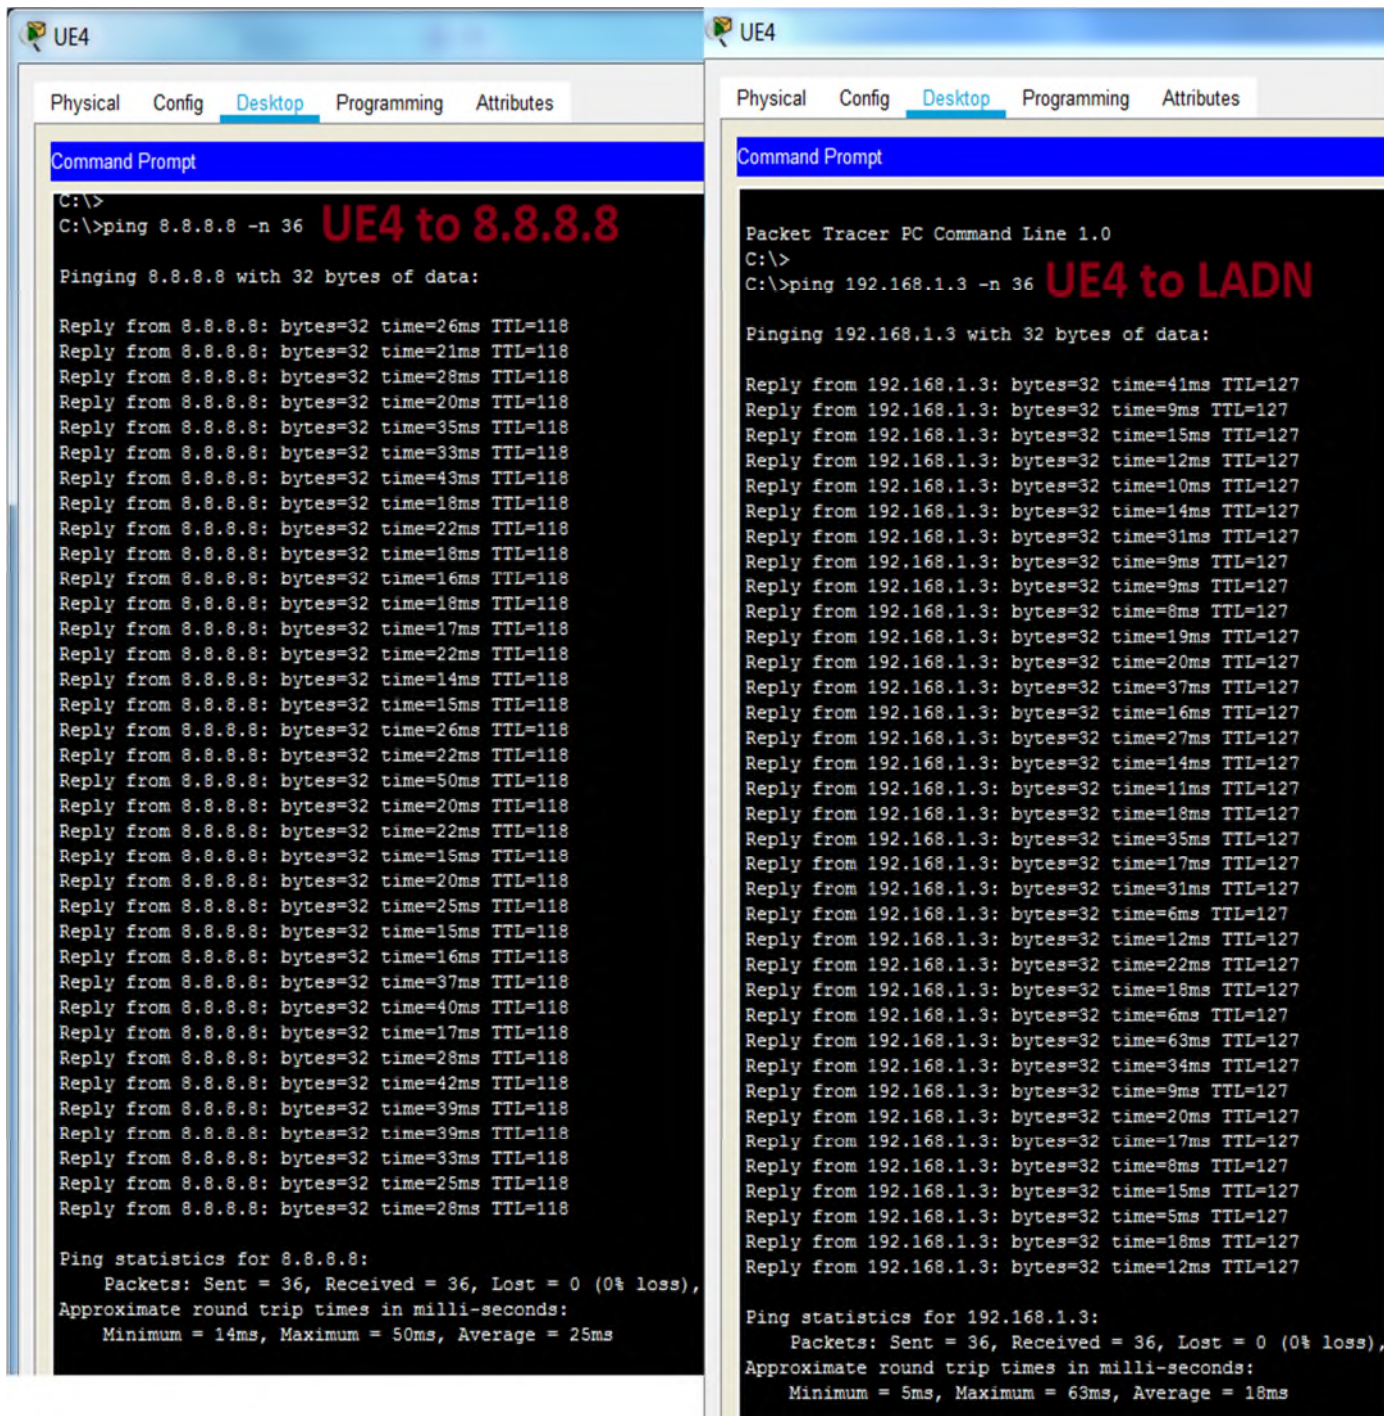 UE4
Physical Config Desktop Programming Attributes
Command Prompt
C:\>
C:\>ping 8.8.8.8 -n 36 UE4 to 8.8.8.8
Pinging 8.8.8.8 with 32 bytes of data:
Reply from 8.8.8.8: bytes=32 time=26ms TTL=118
Reply from 8.8.8.8: bytes=32 time=21ms TTL=118
Reply from 8.8.8.8: bytes=32 time=28ms TTL=118
Reply from 8.8.8.8: bytes=32 time=20ms TTL=118
Reply from 8.8.8.8: bytes=32 time=35ms TTL=118
Reply from 8.8.8.8: bytes=32 time=33ms TTL=118
Reply from 8.8.8.8: bytes=32 time=43ms TTL=118
Reply from 8.8.8.8: bytes=32 time=18ms TTL=118
Reply from 8.8.8.8: bytes=32 time=22ms TTL=118
Reply from 8.8.8.8: bytes=32 time=18ms TTL=118
Reply from 8.8.8.8: bytes=32 time=16ms TTL=118
Reply from 8.8.8.8: bytes=32 time=18ms TTL=118
Reply from 8.8.8.8: bytes=32 time=17ms TTL=118
Reply from 8.8.8.8: bytes=32 time=22ms TTL=118
Reply from 8.8.8.8: bytes=32 time=14ms TTL=118
Reply from 8.8.8.8: bytes=32 time=15ms TTL=118
Reply from 8.8.8.8: bytes=32 time=26ms TTL=118
Reply from 8.8.8.8: bytes=32 time=22ms TTL=118
Reply from 8.8.8.8: bytes=32 time=50ms TTL=118
Reply from 8.8.8.8: bytes=32 time=20ms TTL=118
Reply from 8.8.8.8: bytes=32 time=22ms TTL=118
Reply from 8.8.8.8: bytes=32 time=15ms TTL=118
Reply from 8.8.8.8: bytes=32 time=20ms TTL=118
Reply from 8.8.8.8: bytes=32 time=25ms TTL=118
Reply from 8.8.8.8: bytes=32 time=15ms TTL=118
Reply from 8.8.8.8: bytes=32 time=16ms TTL=118
Reply from 8.8.8.8: bytes=32 time=37ms TTL=118
Reply from 8.8.8.8: bytes=32 time=40ms TTL=118
Reply from 8.8.8.8: bytes=32 time=17ms TTL=118
Reply from 8.8.8.8: bytes=32 time=28ms TTL=118
Reply from 8.8.8.8: bytes=32 time=42ms TTL=118
Reply from 8.8.8.8: bytes=32 time=39ms TTL=118
Reply from 8.8.8.8: bytes=32 time=39ms TTL=118
Reply from 8.8.8.8: bytes=32 time=33ms TTL=118
Reply from 8.8.8.8: bytes=32 time=25ms TTL=118
Reply from 8.8.8.8: bytes=32 time=28ms TTL=118
Ping statistics for 8.8.8.8:
Packets: Sent = 36, Received = 36, Lost = 0 (0% loss),
Approximate round trip times in milli-seconds:
Minimum = 14ms, Maximum = 50ms, Average = 25ms
UE4
Physical Config Desktop Programming Attributes
Command Prompt
Packet Tracer PC Command Line 1.0
C:\>
C:\>ping 192.168.1.3 -n 36 UE4 to LADN
Pinging 192.168.1.3 with 32 bytes of data:
Reply from 192.168.1.3: bytes=32 time=41ms TTL=127
Reply from 192.168.1.3: bytes=32 time=9ms TTL=127
Reply from 192.168.1.3: bytes=32 time=15ms TTL=127
Reply from 192.168.1.3: bytes=32 time=12ms TTL=127
Reply from 192.168.1.3: bytes=32 time=10ms TTL=127
Reply from 192.168.1.3: bytes=32 time=14ms TTL=127
Reply from 192.168.1.3: bytes=32 time=31ms TTL=127
Reply from 192.168.1.3: bytes=32 time=9ms TTL=127
Reply from 192.168.1.3: bytes=32 time=9ms TTL=127
Reply from 192.168.1.3: bytes=32 time=8ms TTL=127
Reply from 192.168.1.3: bytes=32 time=19ms TTL=127
Reply from 192.168.1.3: bytes=32 time=20ms TTL=127
Reply from 192.168.1.3: bytes=32 time=37ms TTL=127
Reply from 192.168.1.3: bytes=32 time=16ms TTL=127
Reply from 192.168.1.3: bytes=32 time=27ms TTL=127
Reply from 192.168.1.3: bytes=32 time=14ms TTL=127
Reply from 192.168.1.3: bytes=32 time=11ms TTL=127
Reply from 192.168.1.3: bytes=32 time=18ms TTL=127
Reply from 192.168.1.3: bytes=32 time=35ms TTL=127
Reply from 192.168.1.3: bytes=32 time=17ms TTL=127
Reply from 192.168.1.3: bytes=32 time=31ms TTL=127
Reply from 192.168.1.3: bytes=32 time=6ms TTL=127
Reply from 192.168.1.3: bytes=32 time=12ms TTL=127
Reply from 192.168.1.3: bytes=32 time=22ms TTL=127
Reply from 192.168.1.3: bytes=32 time=18ms TTL=127
Reply from 192.168.1.3: bytes=32 time=6ms TTL=127
Reply from 192.168.1.3: bytes=32 time=63ms TTL=127
Reply from 192.168.1.3: bytes=32 time=34ms TTL=127
Reply from 192.168.1.3: bytes=32 time=9ms TTL=127
Reply from 192.168.1.3: bytes=32 time=20ms TTL=127
Reply from 192.168.1.3: bytes=32 time=17ms TTL=127
Reply from 192.168.1.3: bytes=32 time=8ms TTL=127
Reply from 192.168.1.3: bytes=32 time=15ms TTL=127
Reply from 192.168.1.3: bytes=32 time=5ms TTL=127
Reply from 192.168.1.3: bytes=32 time=18ms TTL=127
Reply from 192.168.1.3: bytes=32 time=12ms TTL=127
Ping statistics for 192.168.1.3:
Packets: Sent = 36, Received = 36, Lost = 0 (0% loss),
Approximate round trip times in milli-seconds:
Minimum = 5ms, Maximum = 63ms, Average = 18ms